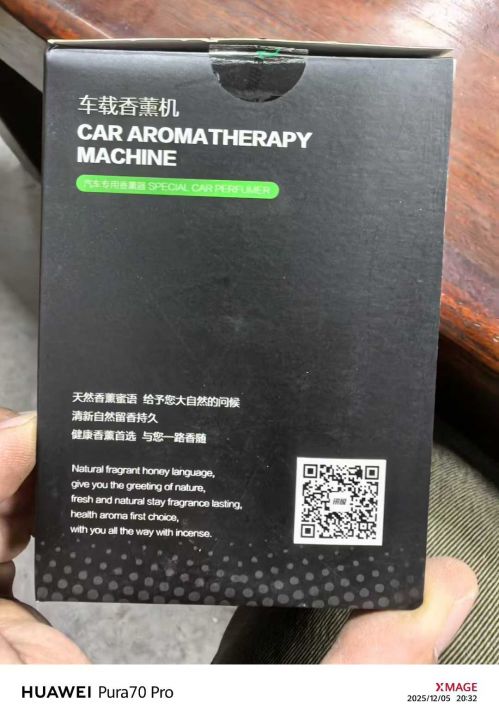 车载香薰机
CAR AROMATHERAPY
MACHINE
汽车专用香薰器 SPECIAL CAR PERFUMER
天然香薰蜜语 给予您大自然的问候
清新自然留香持久
健康香薰首选 与您一路香随
Natural fragrant honey language,
give you the greeting of nature,
fresh and natural stay fragrance lasting,
health aroma first choice,
with you all the way with incense.
HUAWEI Pura70 Pro
XMAGE
2025/12/05 20:32